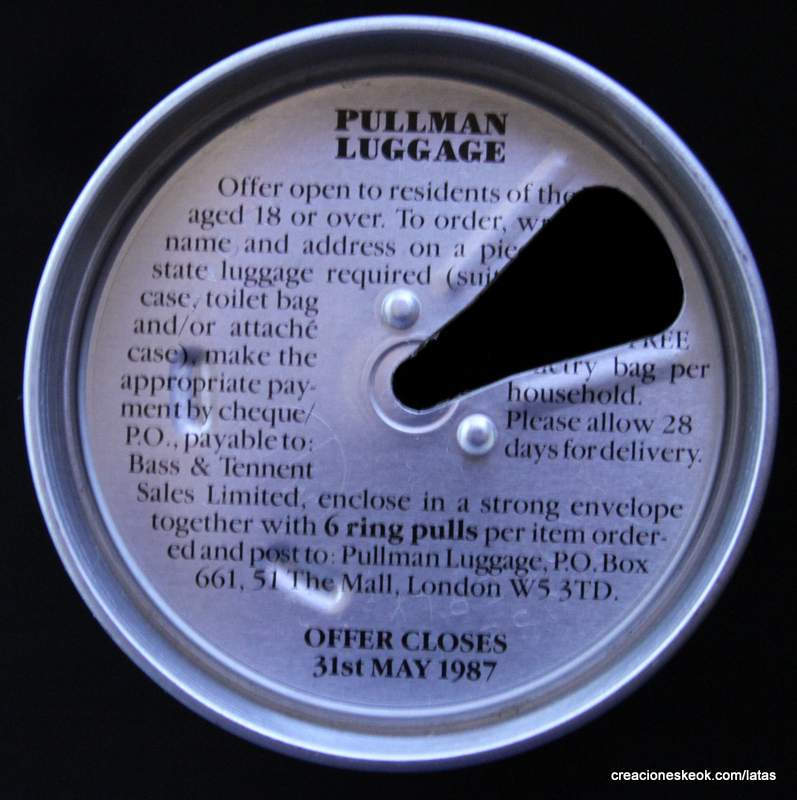 PULLMAN
LUGGAGE
Offer open to residents of the
aged 18 or over. To order,
name and address on a
state luggage required
case, toilet bag
and/or attaché
case), make the
appropriate pay-
ment by cheque/
P.O., payable to:
Bass & Tennent
FREE
bag per
household.
Please allow 28
days for delivery.
Sales Limited, enclose in a strong envelope
together with 6 ring pulls per item order-
ed and post to: Pullman Luggage, P.O. Box
661, 51 The Mall, London W5 3TD.
OFFER CLOSES
31st MAY 1987
creacioneskeok.com/latas